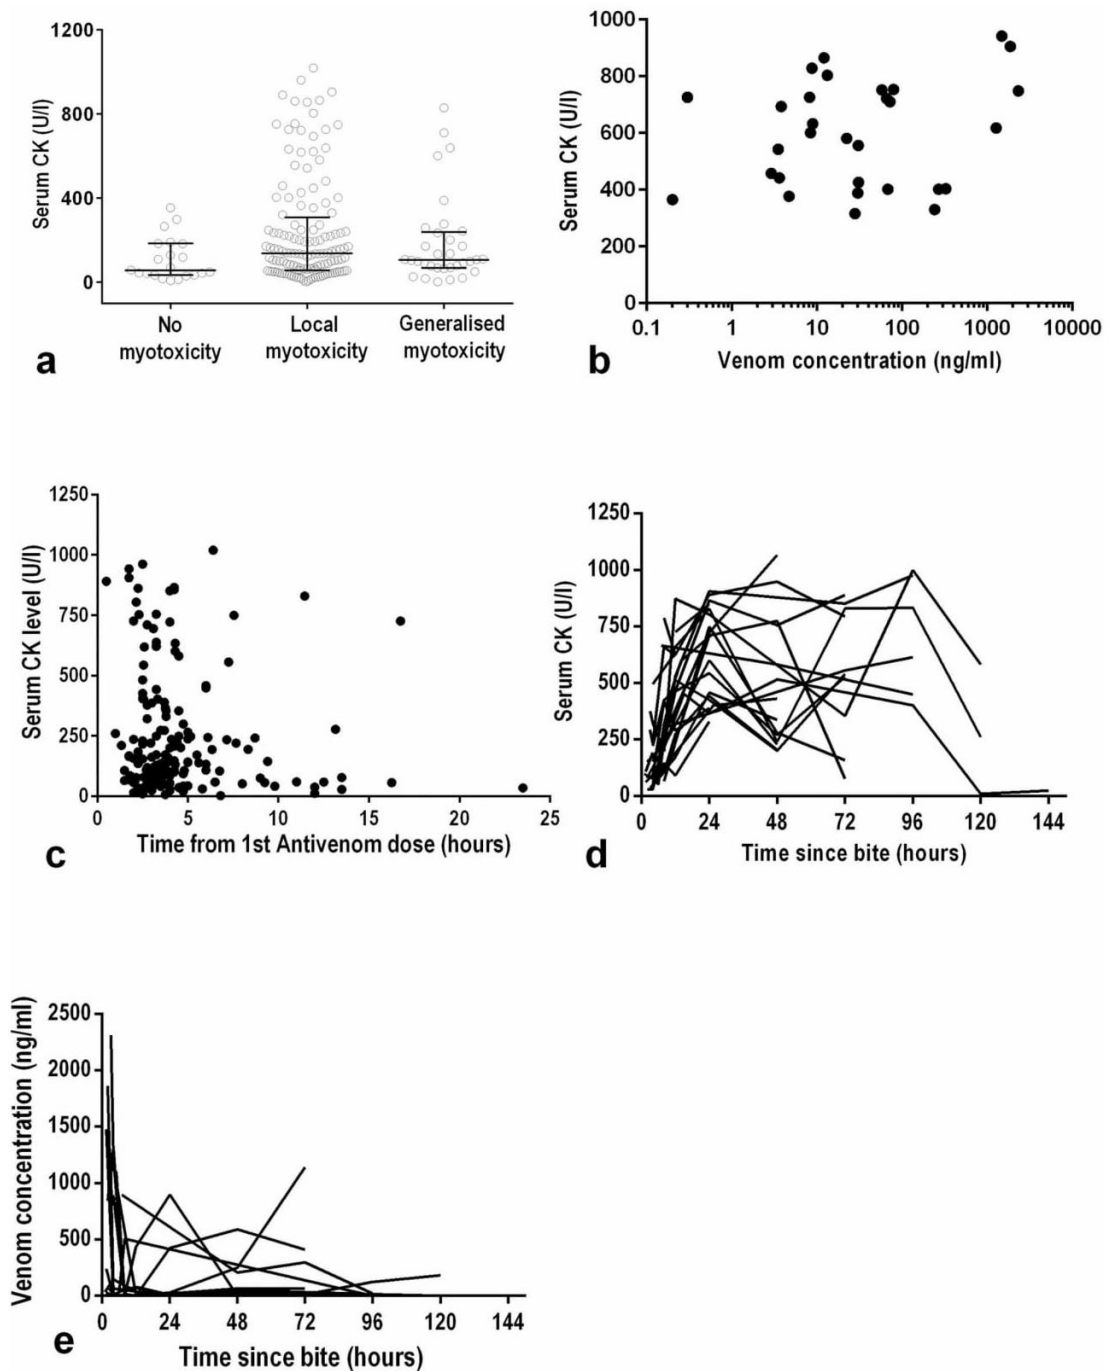 1200
800
400
0
Serum CK (U/l)
No
myotoxicity
Local
myotoxicity
Generalised
myotoxicity
a
1000
800
600
400
200
0
Serum CK (U/l)
0.1
1
10
100
1000
10000
Venom concentration (ng/ml)
b
1250
1000
750
500
250
0
Serum CK level (U/l)
0
5
10
15
20
25
Time from 1st Antivenom dose (hours)
c
1250
1000
750
500
250
0
Serum CK (U/l)
0
24
48
72
96
120
144
Time since bite (hours)
d
2500
2000
1500
1000
500
0
Venom concentration (ng/ml)
0
24
48
72
96
120
144
Time since bite (hours)
e